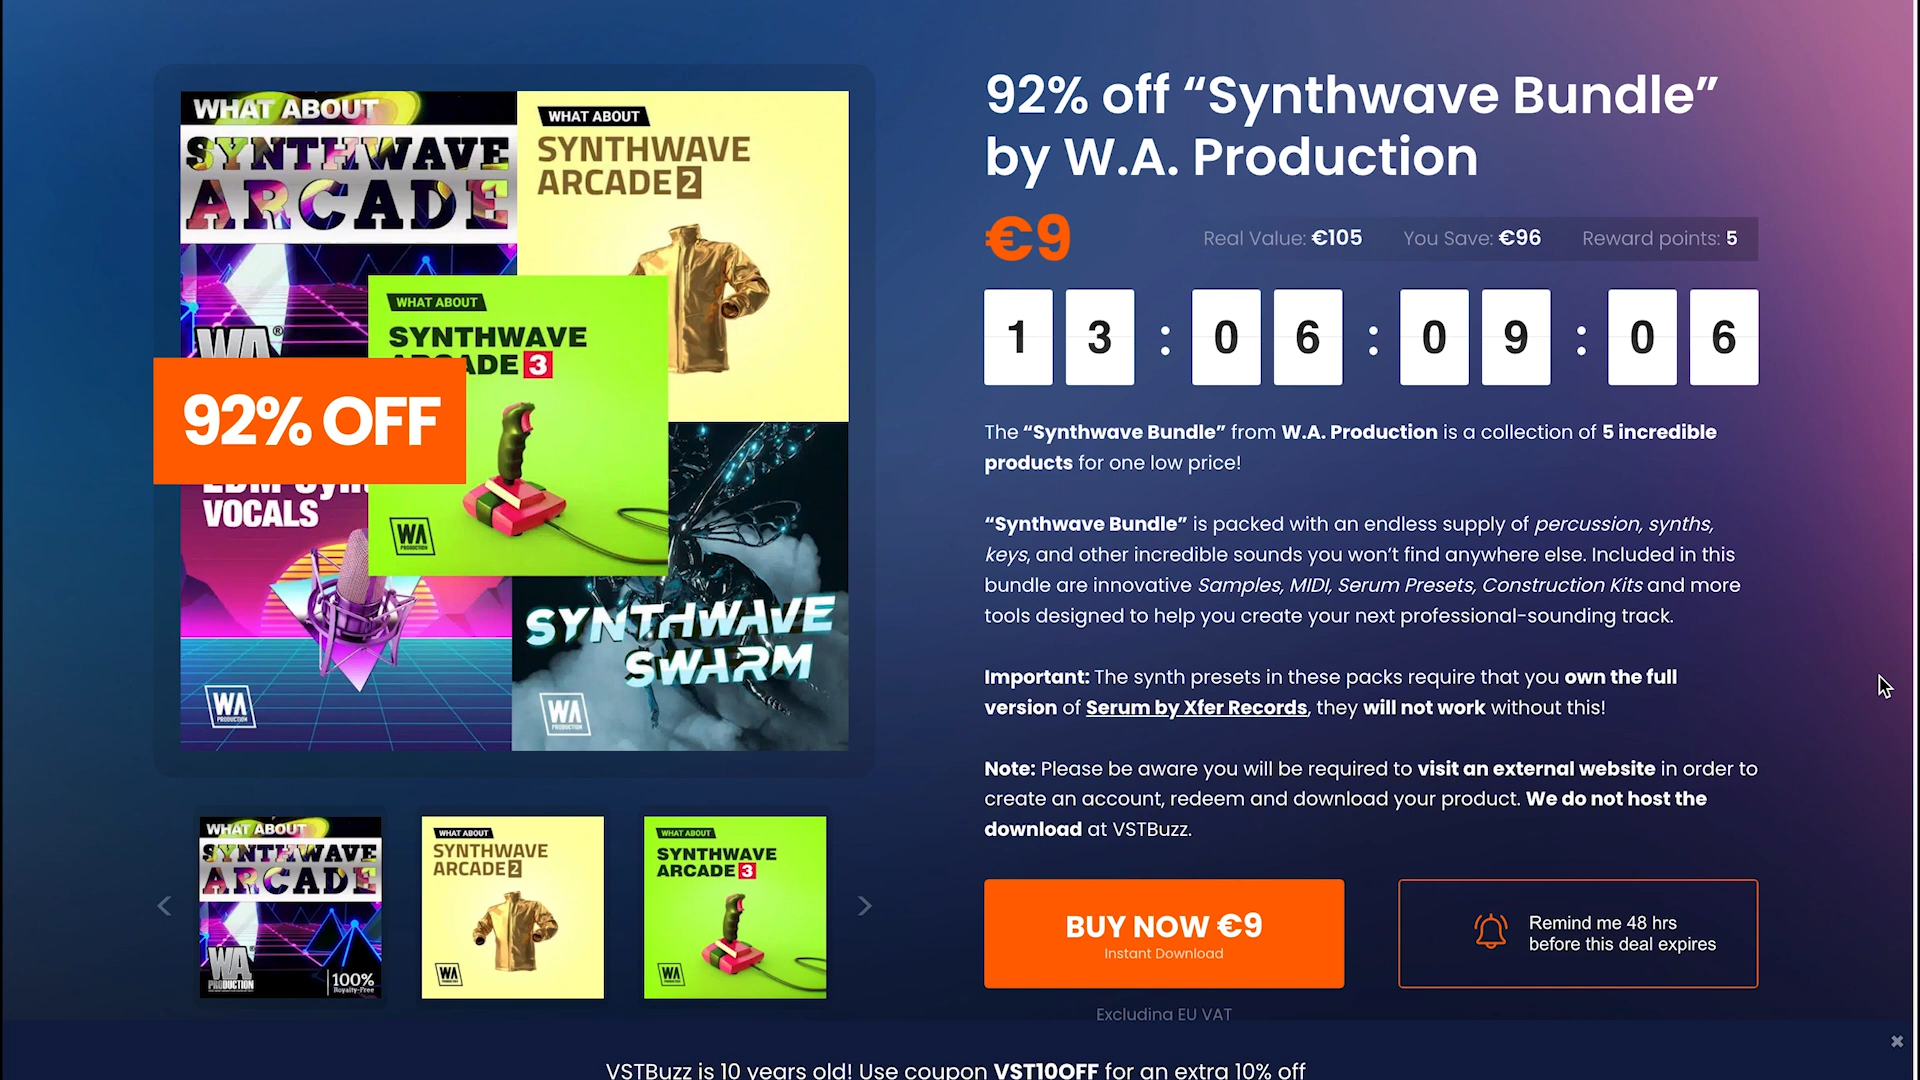 WHAT ABOUT
SYNTHWAVE
ARCADE
WA
®
WHAT ABOUT
SYNTHWAVE
ARCADE 2
WHAT ABOUT
SYNTHWAVE
ARCADE 3
92% OFF
VOCALS
WA
PRODUCTION
WA
PRODUCTION
SYNTHWAVE
SWARM
WA
PRODUCTION
WHAT ABOUT
SYNTHWAVE
ARCADE
WA
PRODUCTION
100%
Royalty-Free
WHAT ABOUT
SYNTHWAVE
ARCADE 2
WA
WHAT ABOUT
SYNTHWAVE
ARCADE 3
WA
92% off “Synthwave Bundle”
by W.A. Production
€9
Real Value: €105 You Save: €96 Reward points: 5
13 : 06 : 09 : 06
The “Synthwave Bundle” from W.A. Production is a collection of 5 incredible
products for one low price!
“Synthwave Bundle” is packed with an endless supply of percussion, synths,
keys, and other incredible sounds you won’t find anywhere else. Included in this
bundle are innovative Samples, MIDI, Serum Presets, Construction Kits and more
tools designed to help you create your next professional-sounding track.
Important: The synth presets in these packs require that you own the full
version of Serum by Xfer Records, they will not work without this!
Note: Please be aware you will be required to visit an external website in order to
create an account, redeem and download your product. We do not host the
download at VSTBuzz.
BUY NOW €9
Instant Download
Remind me 48 hrs
before this deal expires
Excluding EU VAT
VSTBuzz is 10 years old! Use coupon VST10OFF for an extra 10% off